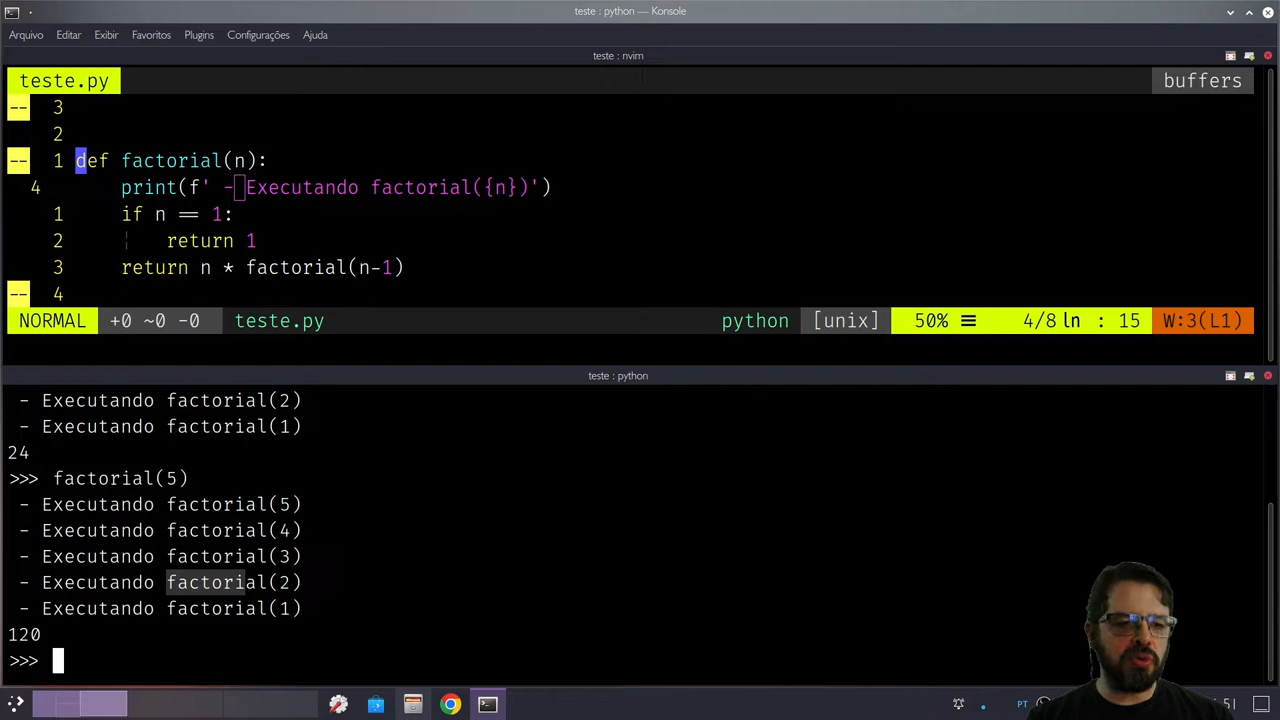 teste : python — Konsole
Arquivo Editar Exibir Favoritos Plugins Configurações Ajuda
teste : nvim
teste.py buffers
-- 3
2
-- 1 def factorial(n):
4 print(f' - Executando factorial({n})')
1 if n == 1:
2 return 1
3 return n * factorial(n-1)
-- 4
NORMAL +0 ~0 -0 teste.py python [unix] 50% ☰ 4/8 ln : 15 W:3(L1)
teste : python
- Executando factorial(2)
- Executando factorial(1)
24
>>> factorial(5)
- Executando factorial(5)
- Executando factorial(4)
- Executando factorial(3)
- Executando factorial(2)
- Executando factorial(1)
120
>>>
PT